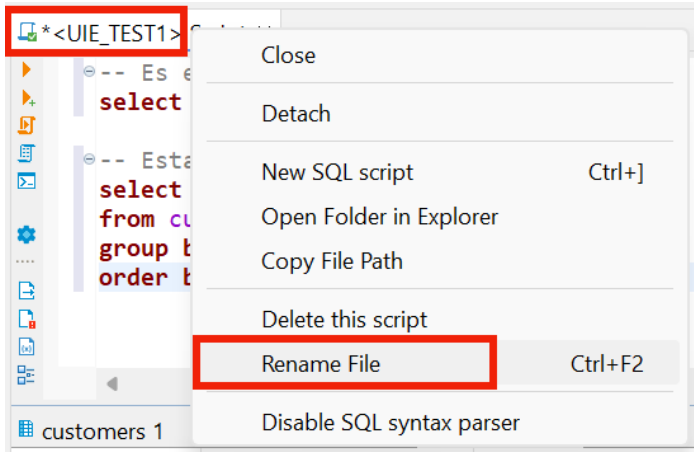 *<UIE_TEST1>
Close
-- Es e
select
Detach
-- Esta
New SQL script Ctrl+]
select
from cu
Open Folder in Explorer
group b
Copy File Path
order b
Delete this script
Rename File Ctrl+F2
customers 1
Disable SQL syntax parser